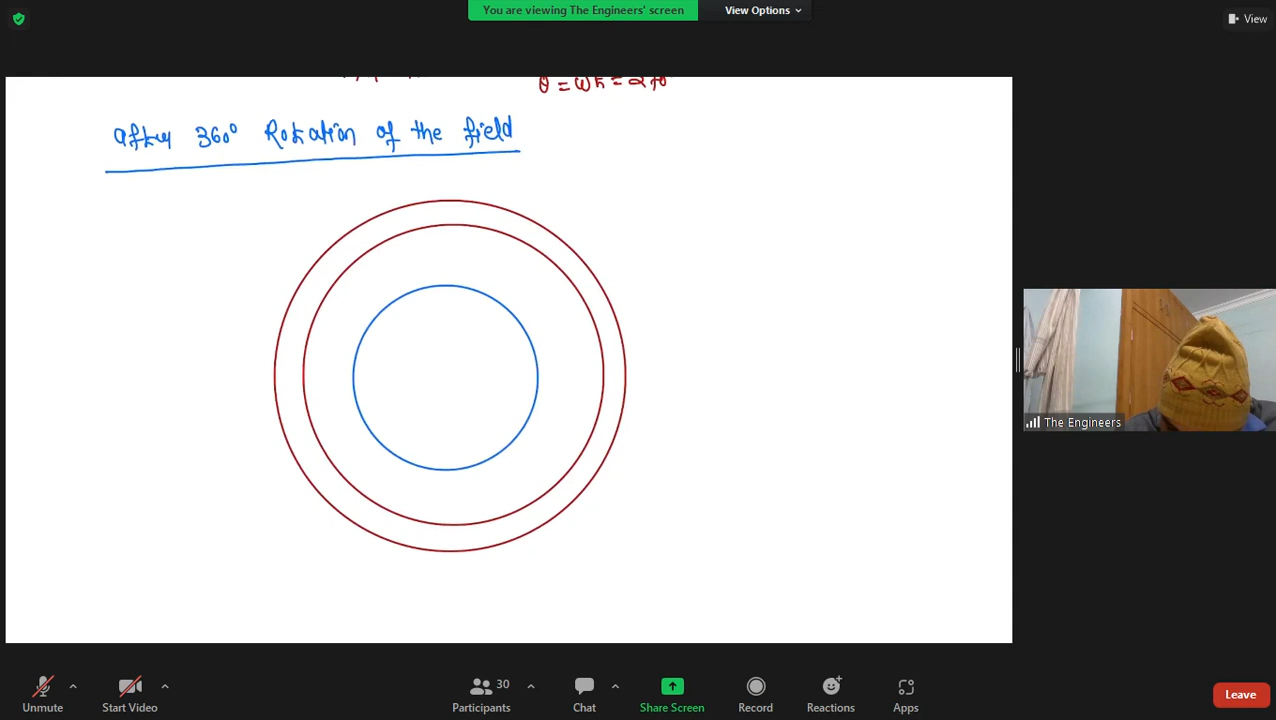 You are viewing The Engineers' screen
View Options
View
θ = ωt = 270°
After 360° Rotation of the field
The Engineers
Unmute
Start Video
30
Participants
Chat
Share Screen
Record
Reactions
Apps
Leave